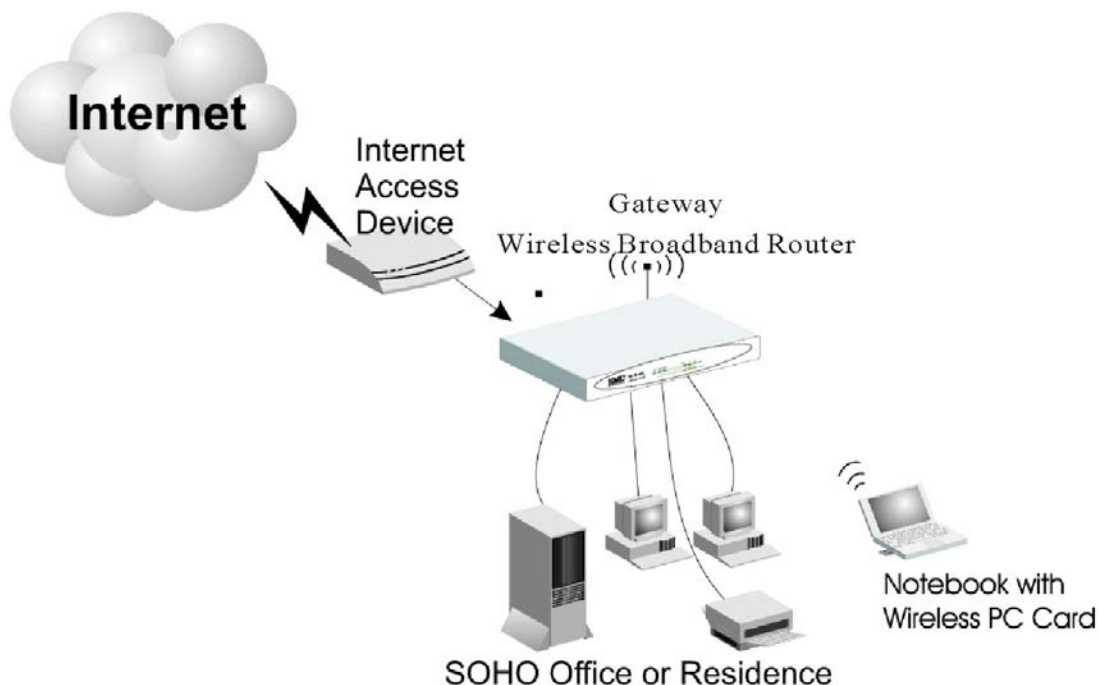 Internet
Internet
Access
Device
Gateway
Wireless Broadband Router
Notebook with
Wireless PC Card
SOHO Office or Residence